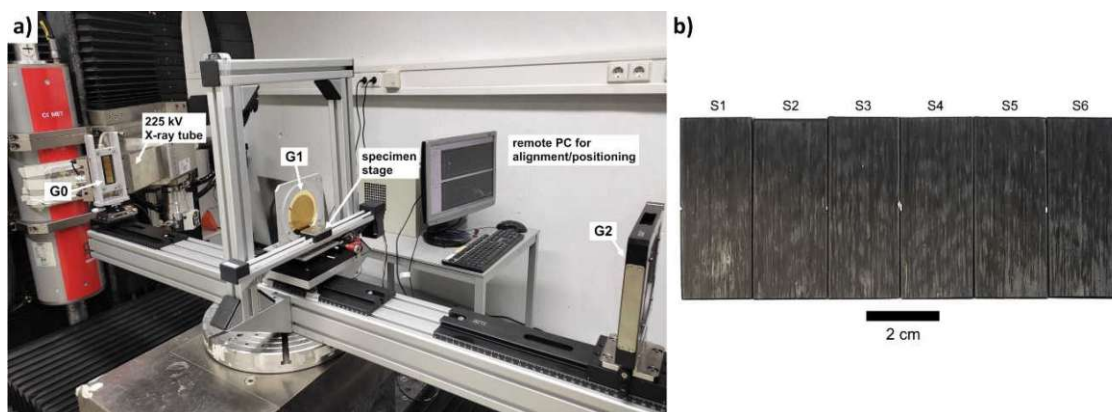 a)
225 kV
X-ray tube
G0
G1
specimen
stage
remote PC for
alignment/positioning
G2
b)
S1 S2 S3 S4 S5 S6
2 cm